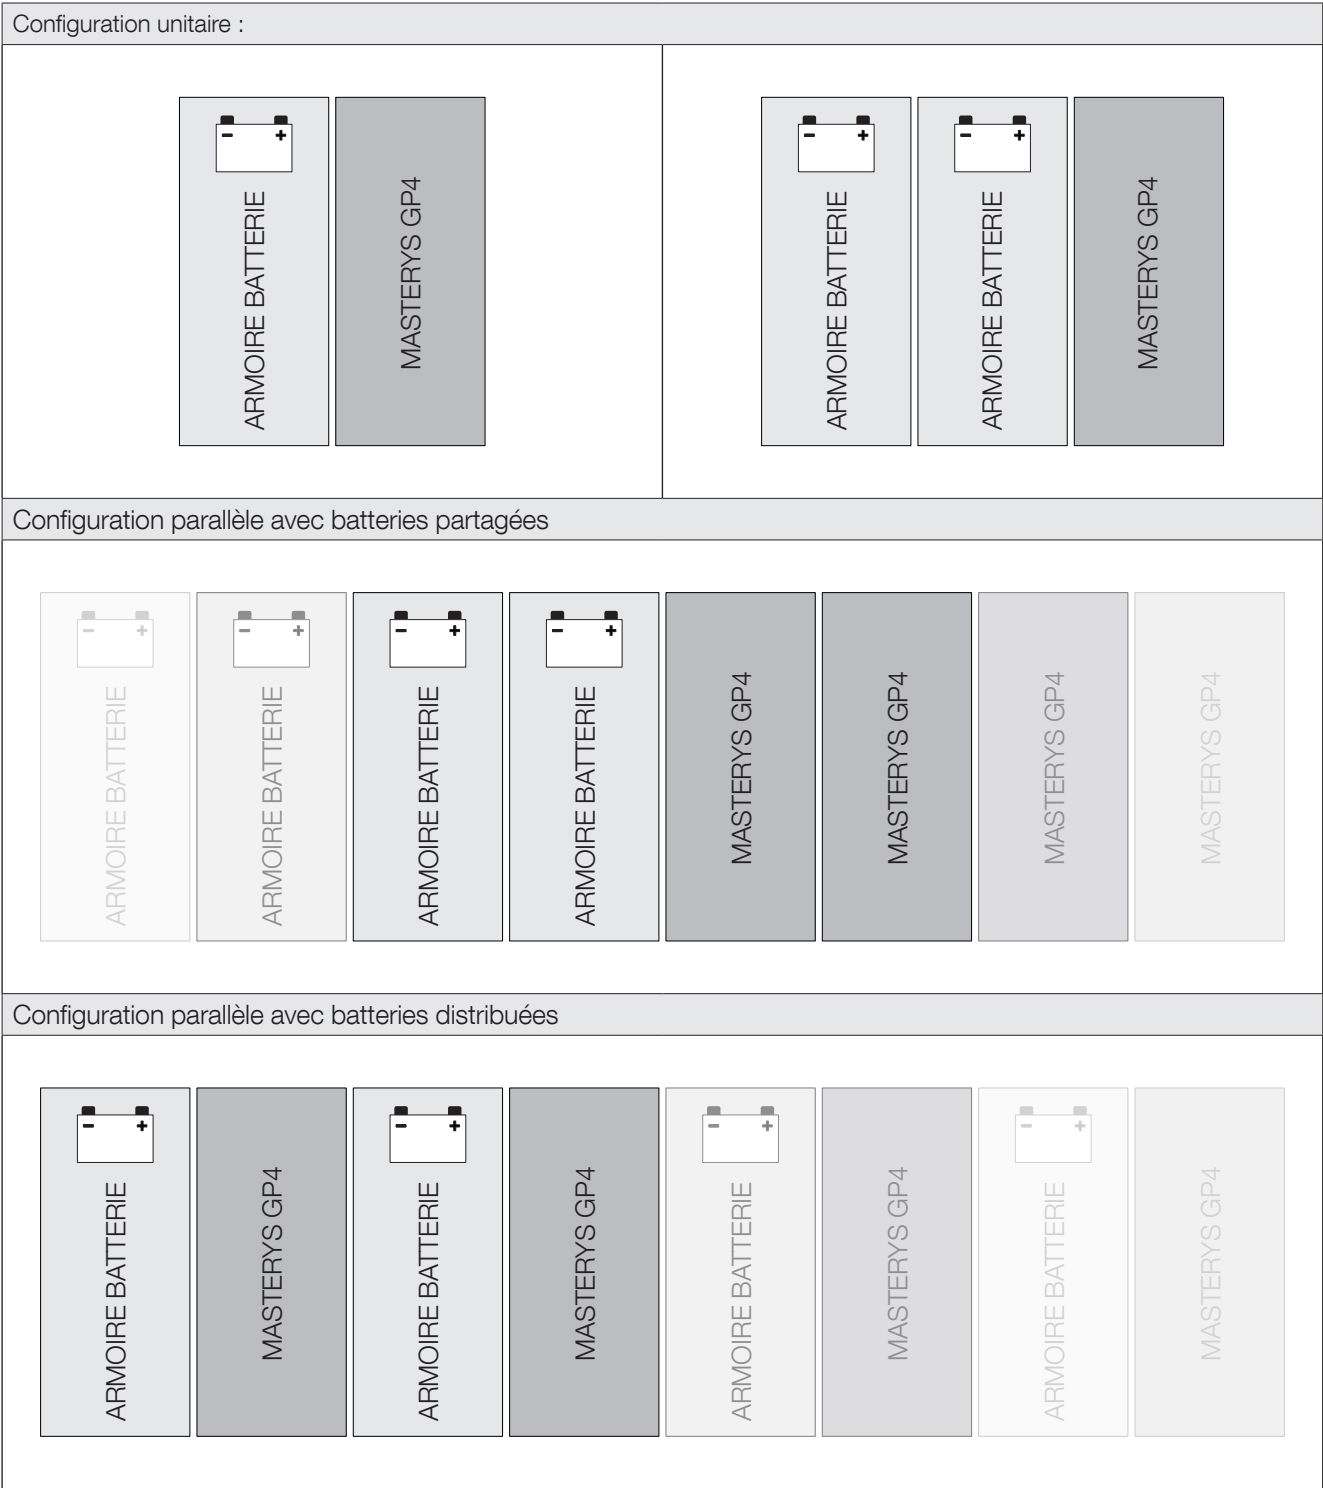 Configuration unitaire :
ARMOIRE BATTERIE
MASTERYS GP4
ARMOIRE BATTERIE
ARMOIRE BATTERIE
MASTERYS GP4
Configuration parallèle avec batteries partagées
ARMOIRE BATTERIE
ARMOIRE BATTERIE
ARMOIRE BATTERIE
ARMOIRE BATTERIE
MASTERYS GP4
MASTERYS GP4
MASTERYS GP4
MASTERYS GP4
Configuration parallèle avec batteries distribuées
ARMOIRE BATTERIE
MASTERYS GP4
ARMOIRE BATTERIE
MASTERYS GP4
ARMOIRE BATTERIE
MASTERYS GP4
ARMOIRE BATTERIE
MASTERYS GP4